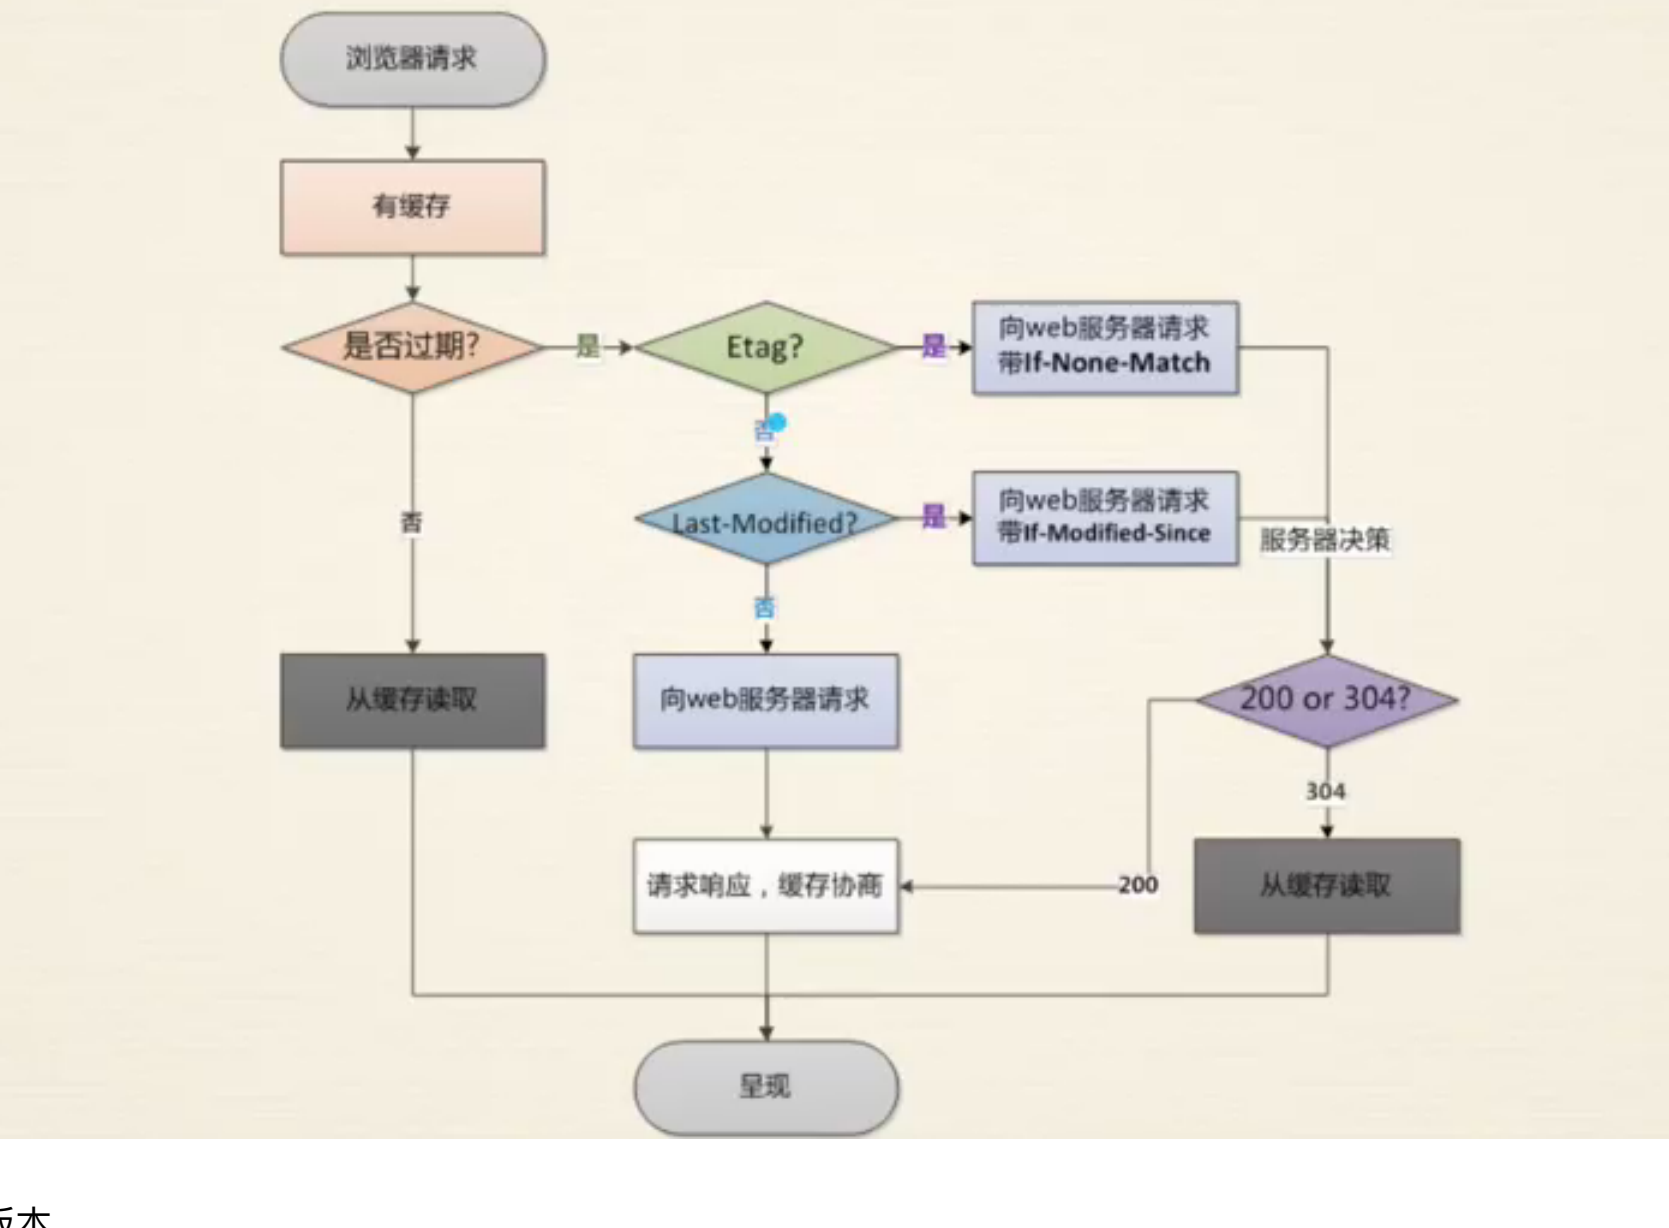 浏览器请求
有缓存
是否过期?
是
Etag?
是
向web服务器请求
带If-None-Match
否
否
Last-Modified?
是
向web服务器请求
带If-Modified-Since
服务器决策
否
从缓存读取
向web服务器请求
200 or 304?
304
请求响应，缓存协商
200
从缓存读取
呈现
版本